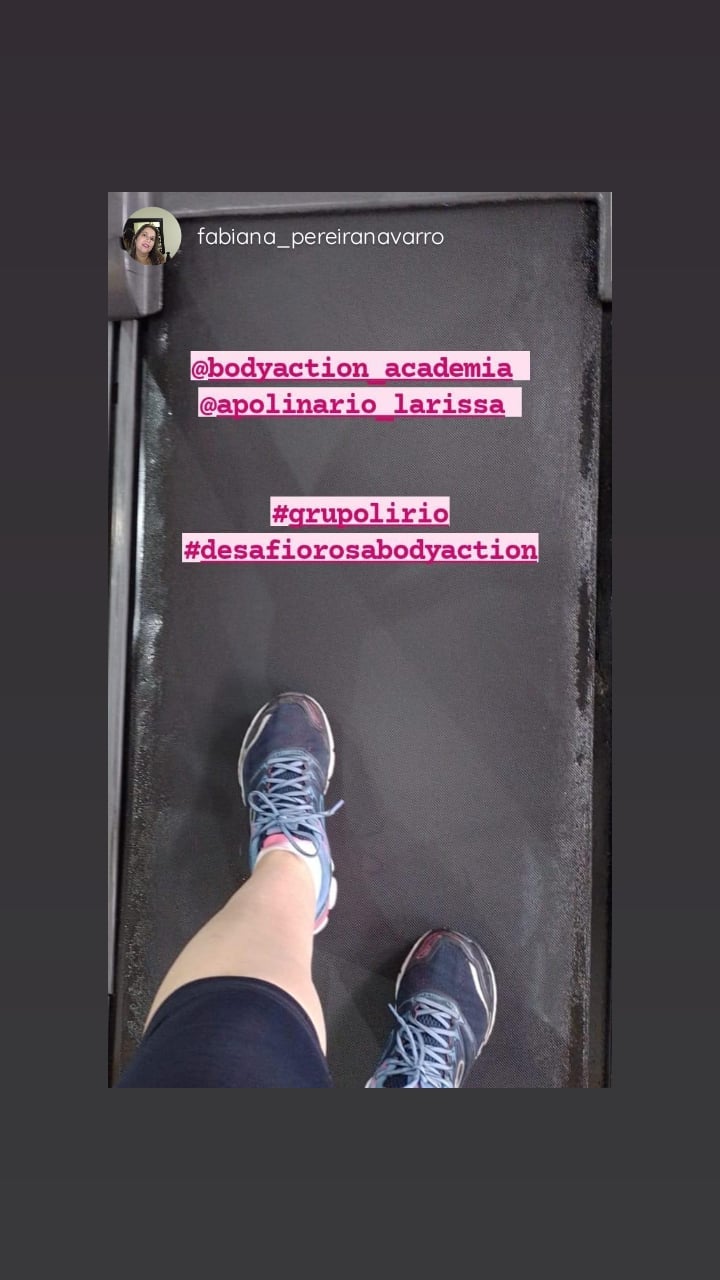 fabiana_pereiranavarro
@bodyaction_academia
@apolinario_larissa
#grupolirio
#desafiorosabodyaction